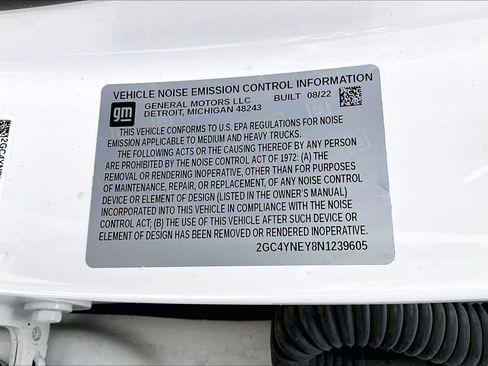 VEHICLE NOISE EMISSION CONTROL INFORMATION
gm
GENERAL MOTORS LLC BUILT 08/22
DETROIT, MICHIGAN 48243
THIS VEHICLE CONFORMS TO U.S. EPA REGULATIONS FOR NOISE
EMISSION APPLICABLE TO MEDIUM AND HEAVY TRUCKS.
THE FOLLOWING ACTS OR THE CAUSING THEREOF BY ANY PERSON
ARE PROHIBITED BY THE NOISE CONTROL ACT OF 1972: (A) THE
REMOVAL OR RENDERING INOPERATIVE, OTHER THAN FOR PURPOSES
OF MAINTENANCE, REPAIR, OR REPLACEMENT, OF ANY NOISE CONTROL
DEVICE OR ELEMENT OF DESIGN (LISTED IN THE OWNER'S MANUAL)
INCORPORATED INTO THIS VEHICLE IN COMPLIANCE WITH THE NOISE
CONTROL ACT, (B) THE USE OF THIS VEHICLE AFTER SUCH DEVICE OR
ELEMENT OF DESIGN HAS BEEN REMOVED OR RENDERED INOPERATIVE.
2GC4YNEY8N1239605